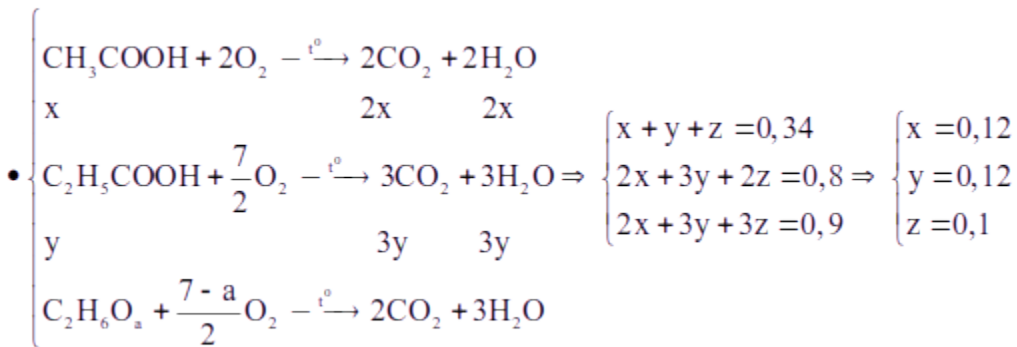 • CH₃COOH + 2O₂ —t°→ 2CO₂ + 2H₂O
x 2x 2x
C₂H₅COOH + 7/2 O₂ —t°→ 3CO₂ + 3H₂O ⇒ { x + y + z = 0,34 ; 2x + 3y + 2z = 0,8 ; 2x + 3y + 3z = 0,9 ⇒ { x = 0,12 ; y = 0,12 ; z = 0,1
y 3y 3y
C₂H₆Oₐ + (7 - a)/2 O₂ —t°→ 2CO₂ + 3H₂O